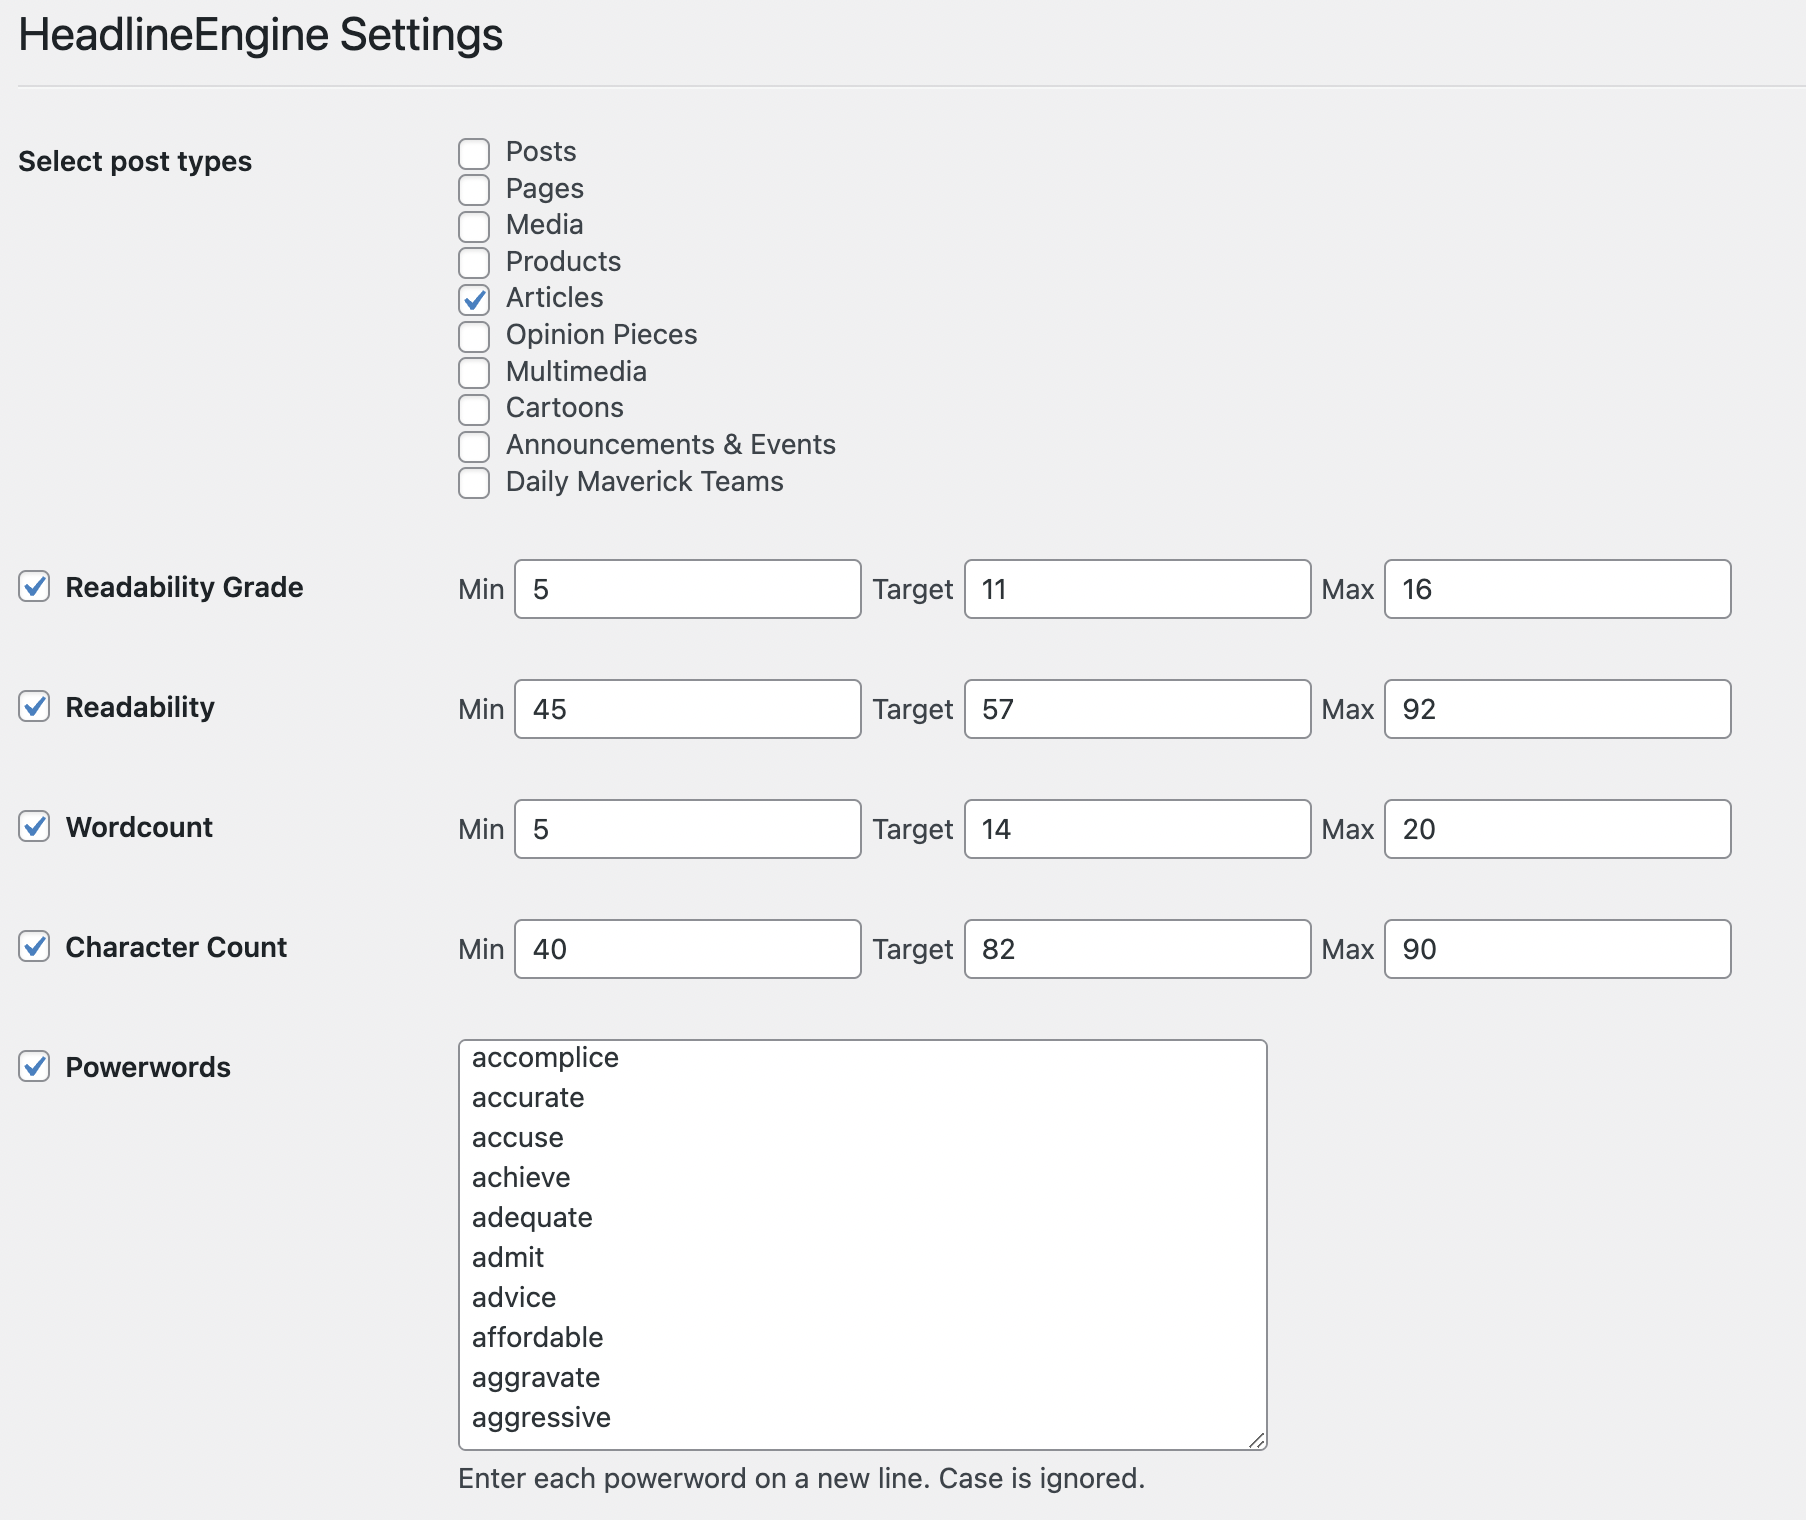 HeadlineEngine Settings
Select post types
Posts
Pages
Media
Products
Articles
Opinion Pieces
Multimedia
Cartoons
Announcements & Events
Daily Maverick Teams
Readability Grade Min 5 Target 11 Max 16
Readability Min 45 Target 57 Max 92
Wordcount Min 5 Target 14 Max 20
Character Count Min 40 Target 82 Max 90
Powerwords
accomplice
accurate
accuse
achieve
adequate
admit
advice
affordable
aggravate
aggressive
Enter each powerword on a new line. Case is ignored.